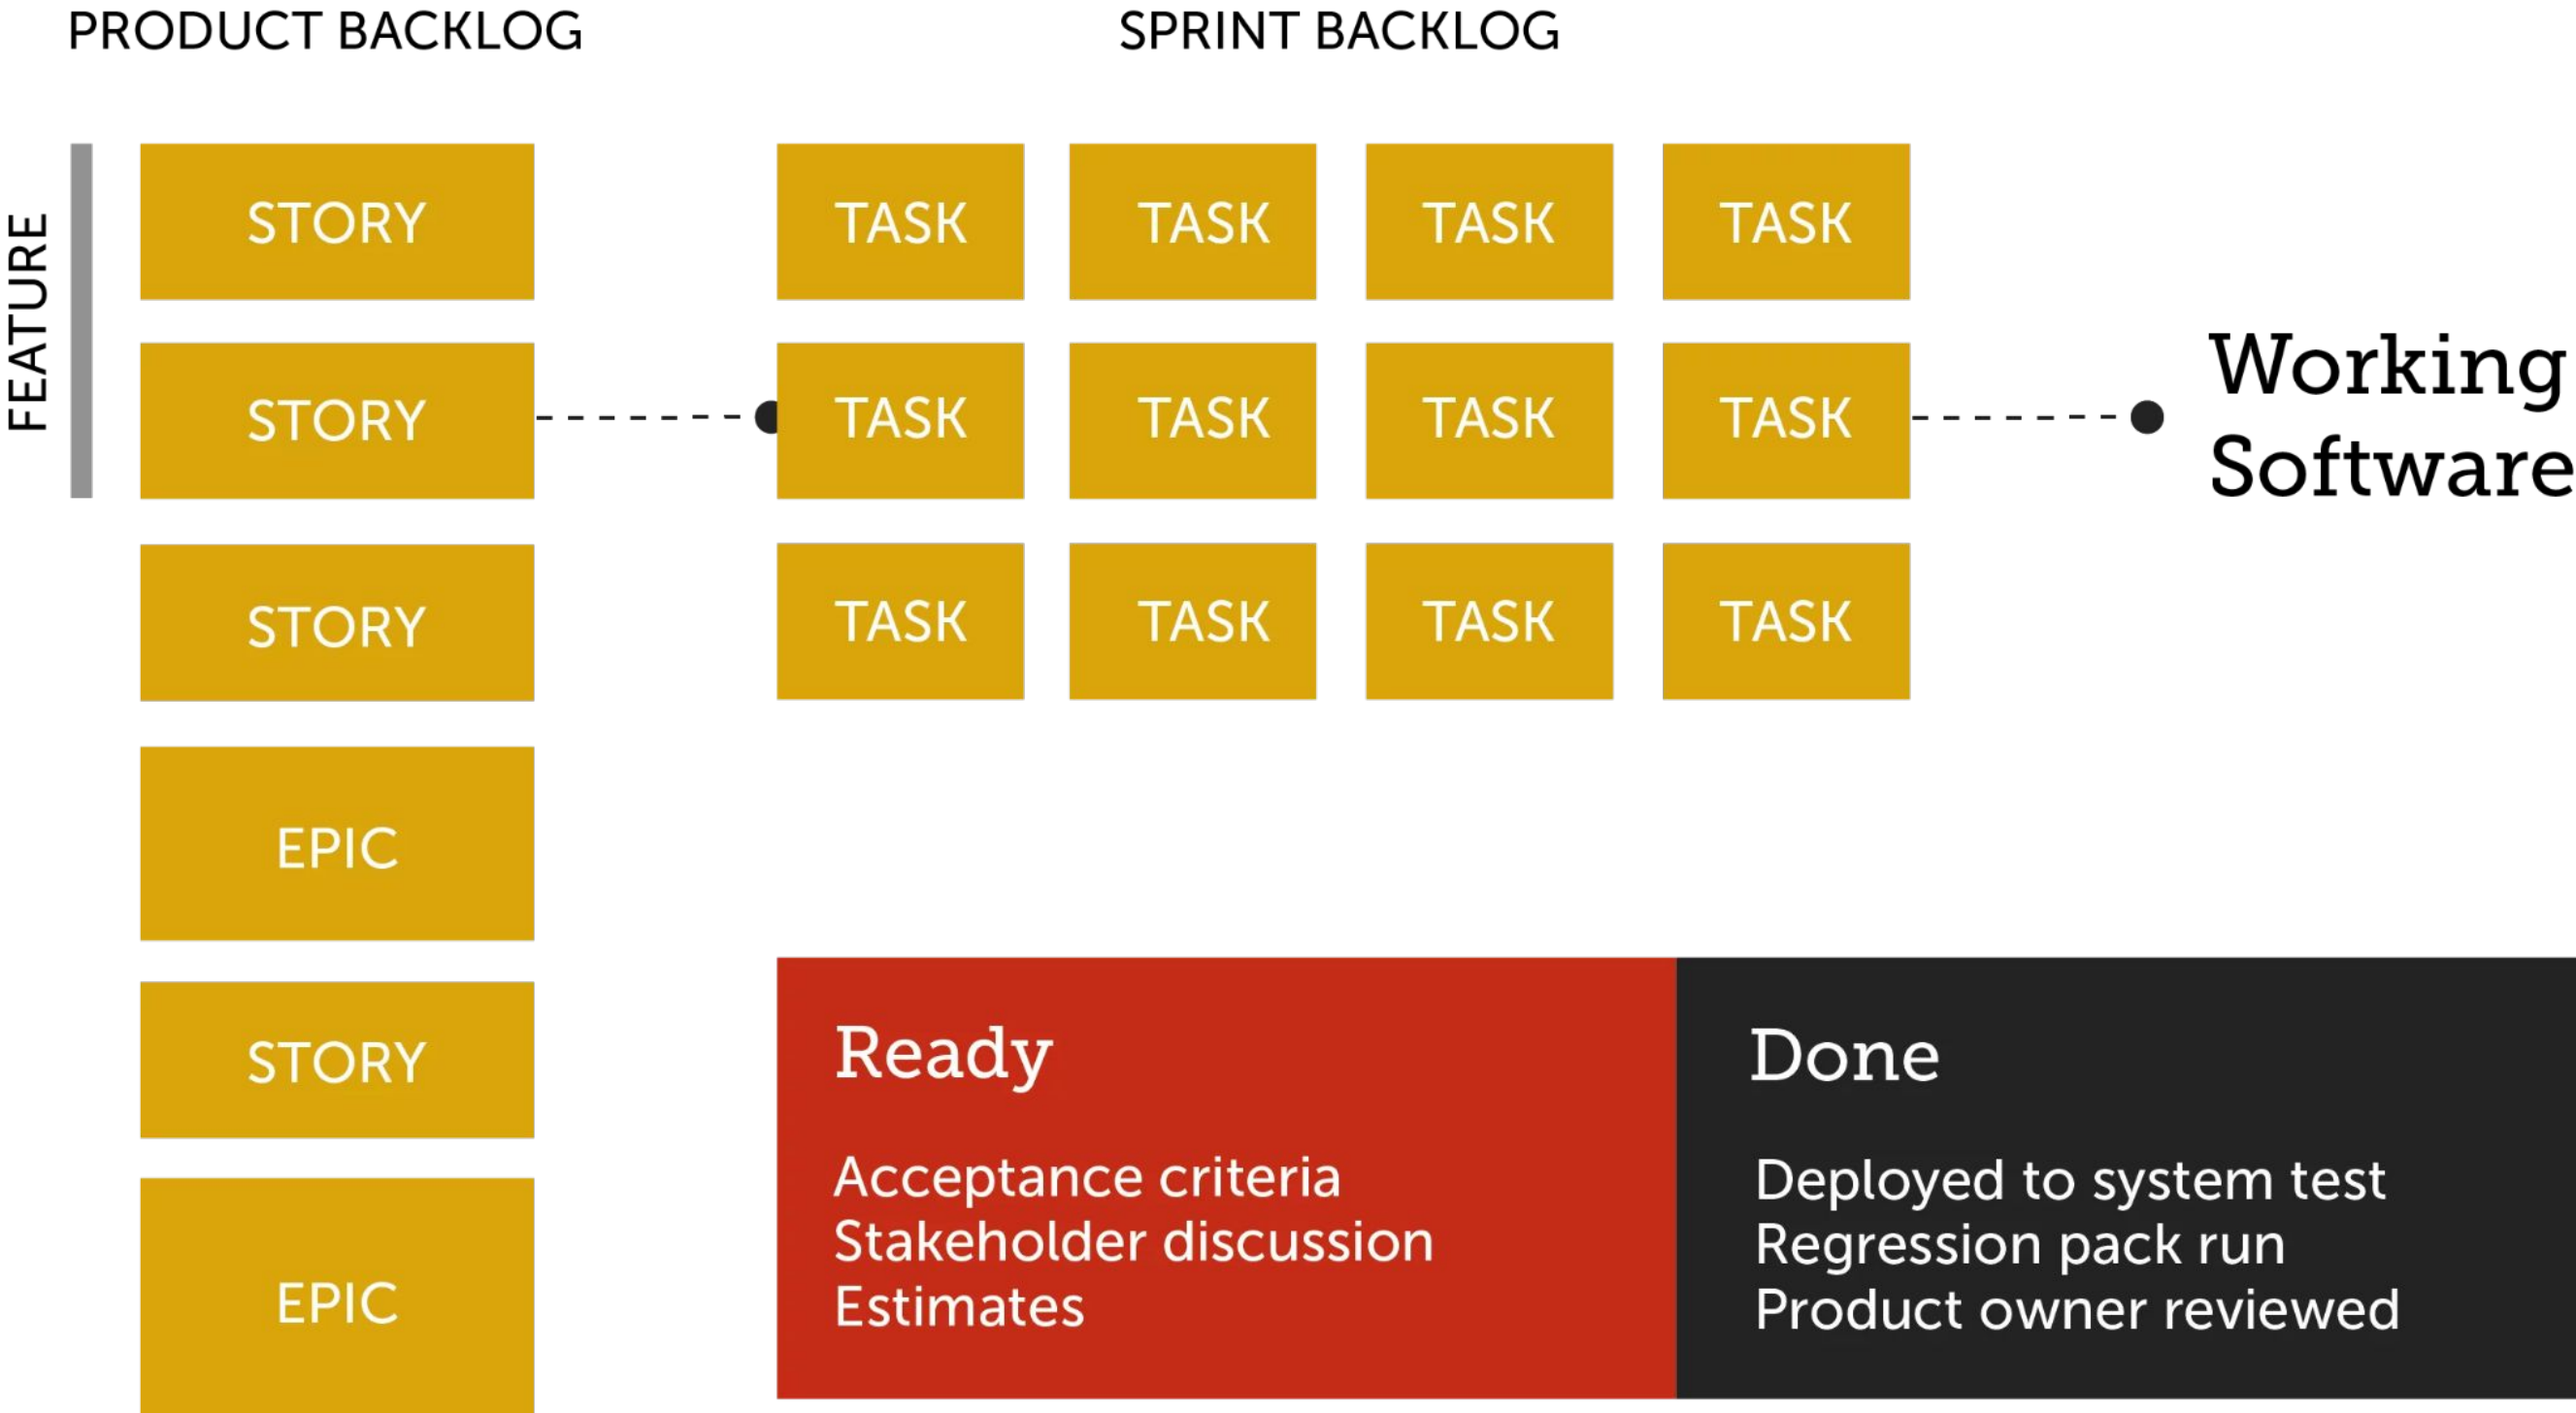 PRODUCT BACKLOG
SPRINT BACKLOG
FEATURE
STORY
TASK TASK TASK TASK
STORY
TASK TASK TASK TASK
Working
Software
STORY
TASK TASK TASK TASK
EPIC
STORY
EPIC
Ready
Acceptance criteria
Stakeholder discussion
Estimates
Done
Deployed to system test
Regression pack run
Product owner reviewed